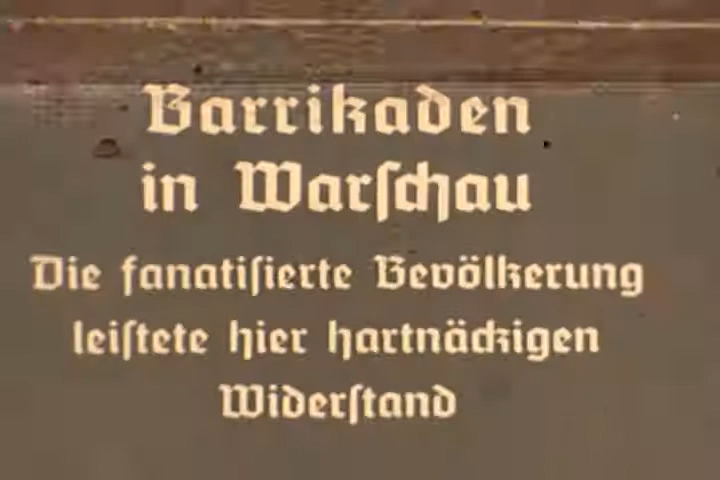 Barrikaden
in Warſchau
Die fanatiſierte Bevölkerung
leiſtete hier hartnäckigen
Widerſtand